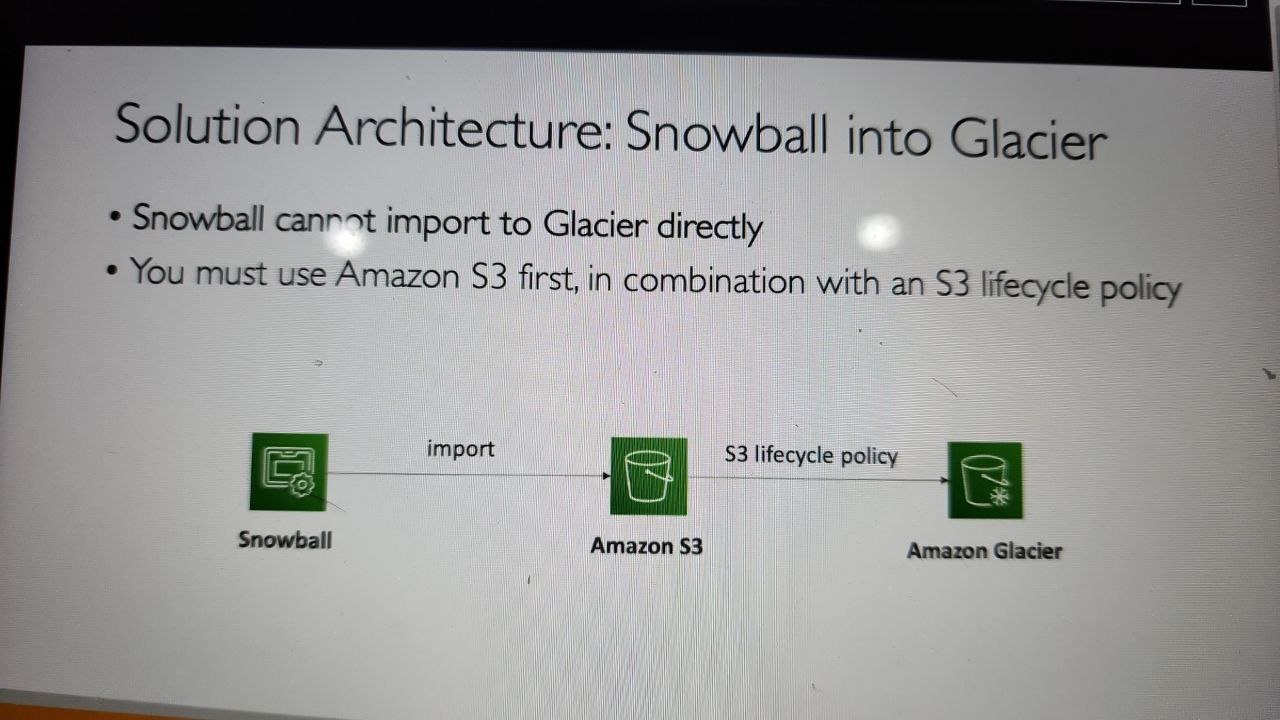 Solution Architecture: Snowball into Glacier
• Snowball cannot import to Glacier directly
• You must use Amazon S3 first, in combination with an S3 lifecycle policy
import
S3 lifecycle policy
Snowball
Amazon S3
Amazon Glacier